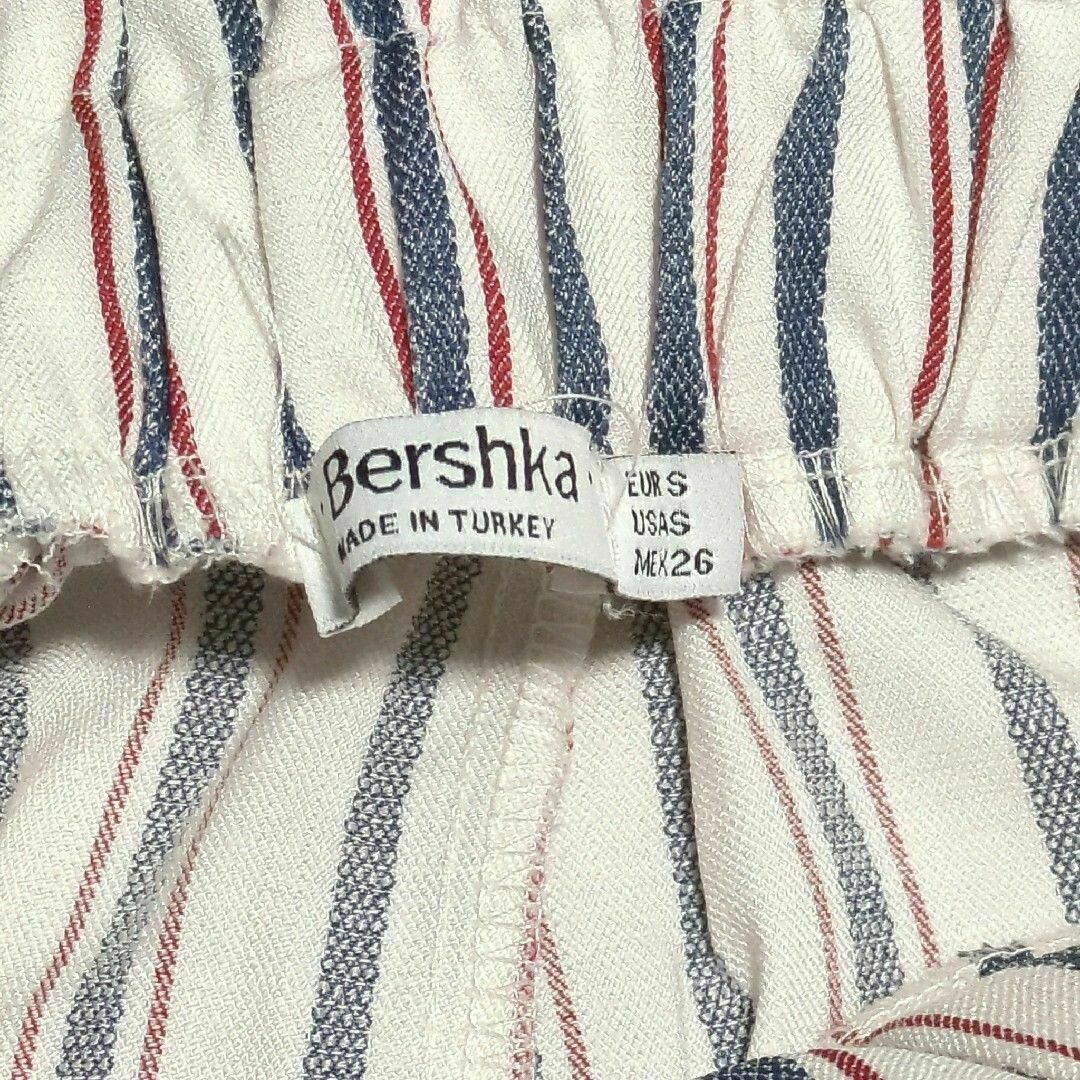 Bershka
MADE IN TURKEY
EUR S
USA S
MEX 26